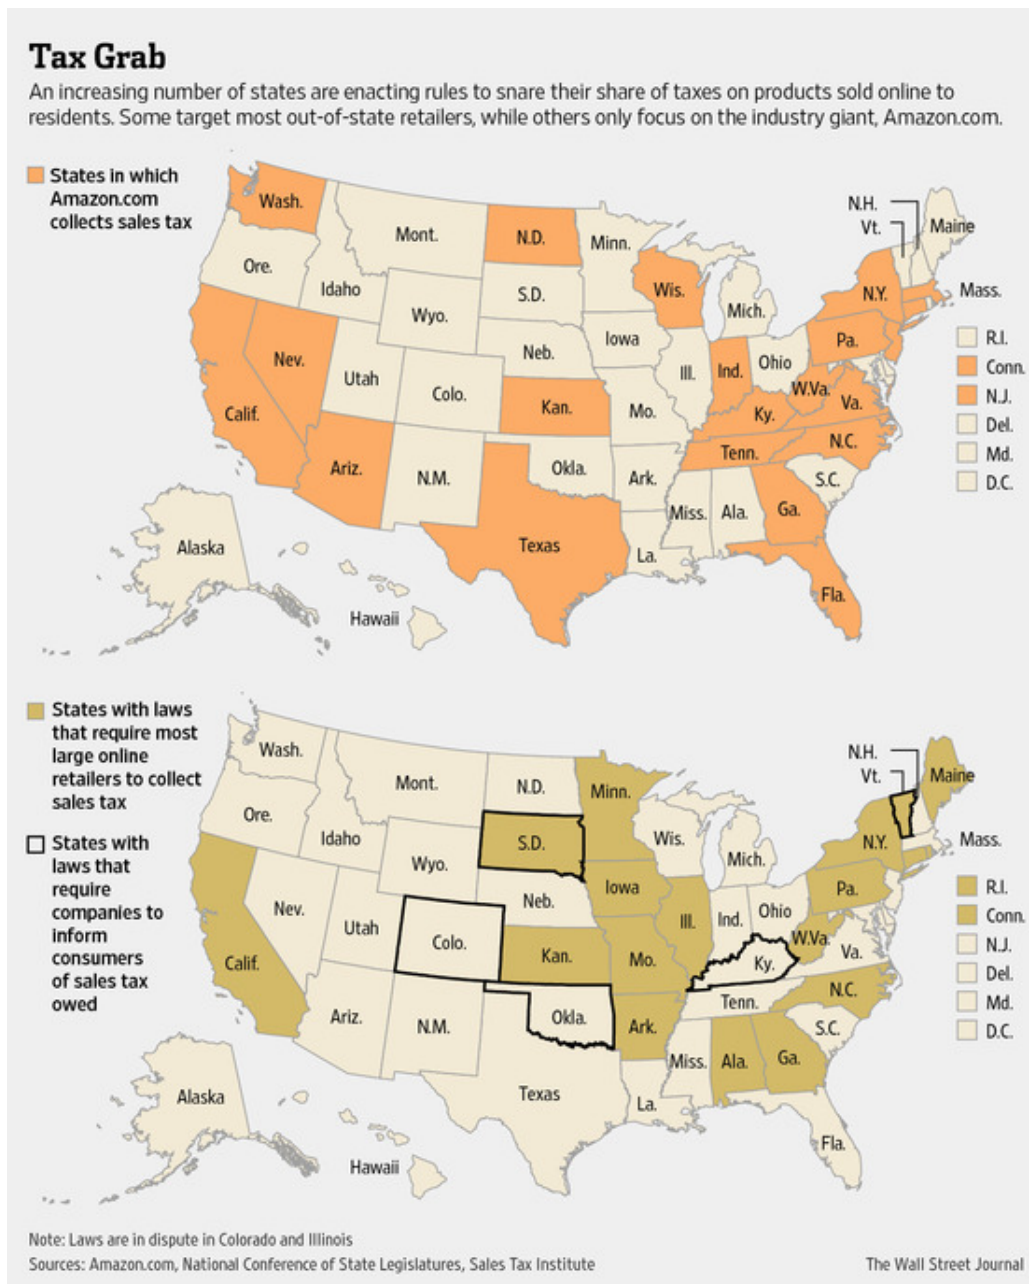 Tax Grab
An increasing number of states are enacting rules to snare their share of taxes on products sold online to
residents. Some target most out-of-state retailers, while others only focus on the industry giant, Amazon.com.
States in which
Amazon.com
collects sales tax
Wash.
Mont.
N.D.
Minn.
N.H.
Vt.
Maine
Ore.
Idaho
Wyo.
S.D.
Wis.
Mich.
N.Y.
Mass.
Nev.
Utah
Colo.
Neb.
Iowa
Ill.
Ind.
Ohio
Pa.
R.I.
Conn.
N.J.
Del.
Md.
D.C.
Calif.
Ariz.
N.M.
Kan.
Okla.
Mo.
Ark.
Ky.
W.Va.
Va.
Tenn.
N.C.
S.C.
Texas
La.
Miss.
Ala.
Ga.
Fla.
Alaska
Hawaii
States with laws
that require most
large online
retailers to collect
sales tax
States with
laws that
require
companies to
inform
consumers
of sales tax
owed
Wash.
Mont.
N.D.
Minn.
N.H.
Vt.
Maine
Ore.
Idaho
Wyo.
S.D.
Wis.
Mich.
N.Y.
Mass.
Nev.
Utah
Colo.
Neb.
Iowa
Ill.
Ind.
Ohio
Pa.
R.I.
Conn.
N.J.
Del.
Md.
D.C.
Calif.
Ariz.
N.M.
Kan.
Okla.
Mo.
Ark.
Ky.
W.Va.
Va.
Tenn.
N.C.
S.C.
Texas
La.
Miss.
Ala.
Ga.
Fla.
Alaska
Hawaii
Note: Laws are in dispute in Colorado and Illinois
Sources: Amazon.com, National Conference of State Legislatures, Sales Tax Institute
The Wall Street Journal